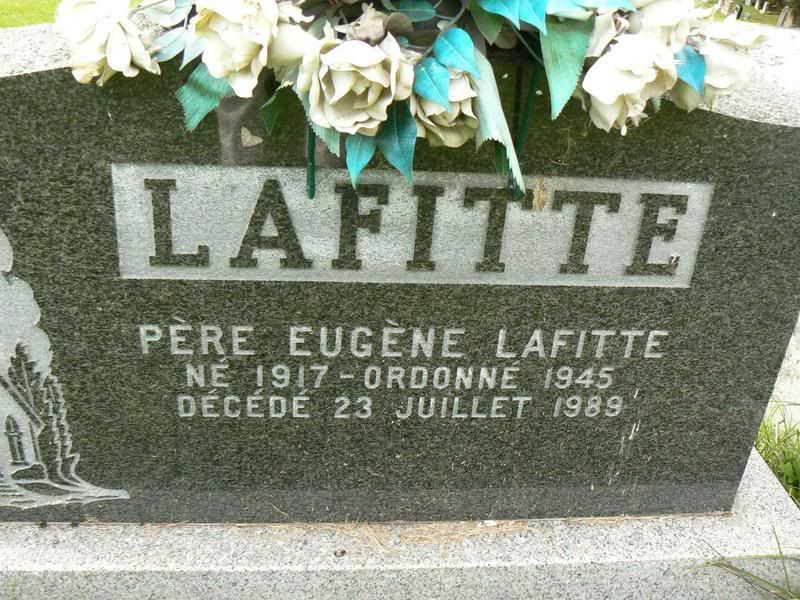 LAFITTE
PÈRE EUGÈNE LAFITTE
NÉ 1917 - ORDONNÉ 1945
DÉCÉDÉ 23 JUILLET 1989